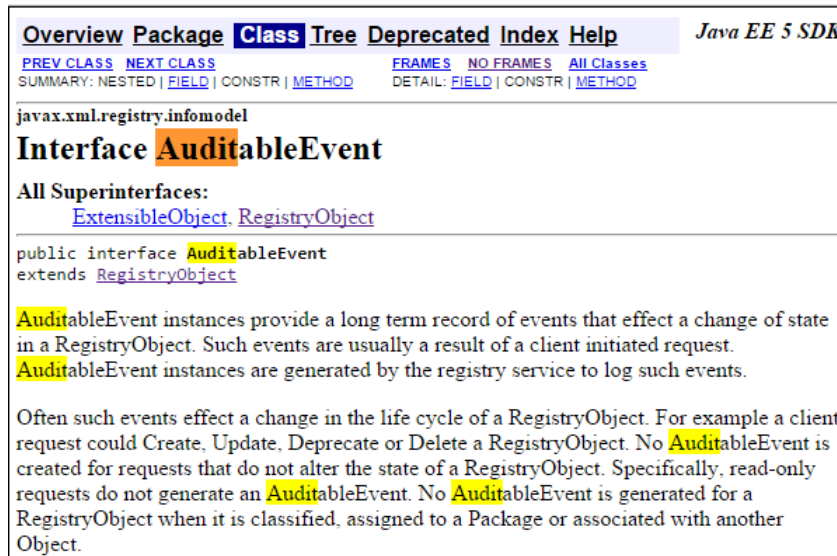 Overview Package Class Tree Deprecated Index Help Java EE 5 SDK
PREV CLASS NEXT CLASS FRAMES NO FRAMES All Classes
SUMMARY: NESTED | FIELD | CONSTR | METHOD DETAIL: FIELD | CONSTR | METHOD
javax.xml.registry.infomodel
Interface AuditableEvent
All Superinterfaces:
ExtensibleObject, RegistryObject
public interface AuditableEvent
extends RegistryObject
AuditableEvent instances provide a long term record of events that effect a change of state
in a RegistryObject. Such events are usually a result of a client initiated request.
AuditableEvent instances are generated by the registry service to log such events.
Often such events effect a change in the life cycle of a RegistryObject. For example a client
request could Create, Update, Deprecate or Delete a RegistryObject. No AuditableEvent is
created for requests that do not alter the state of a RegistryObject. Specifically, read-only
requests do not generate an AuditableEvent. No AuditableEvent is generated for a
RegistryObject when it is classified, assigned to a Package or associated with another
Object.